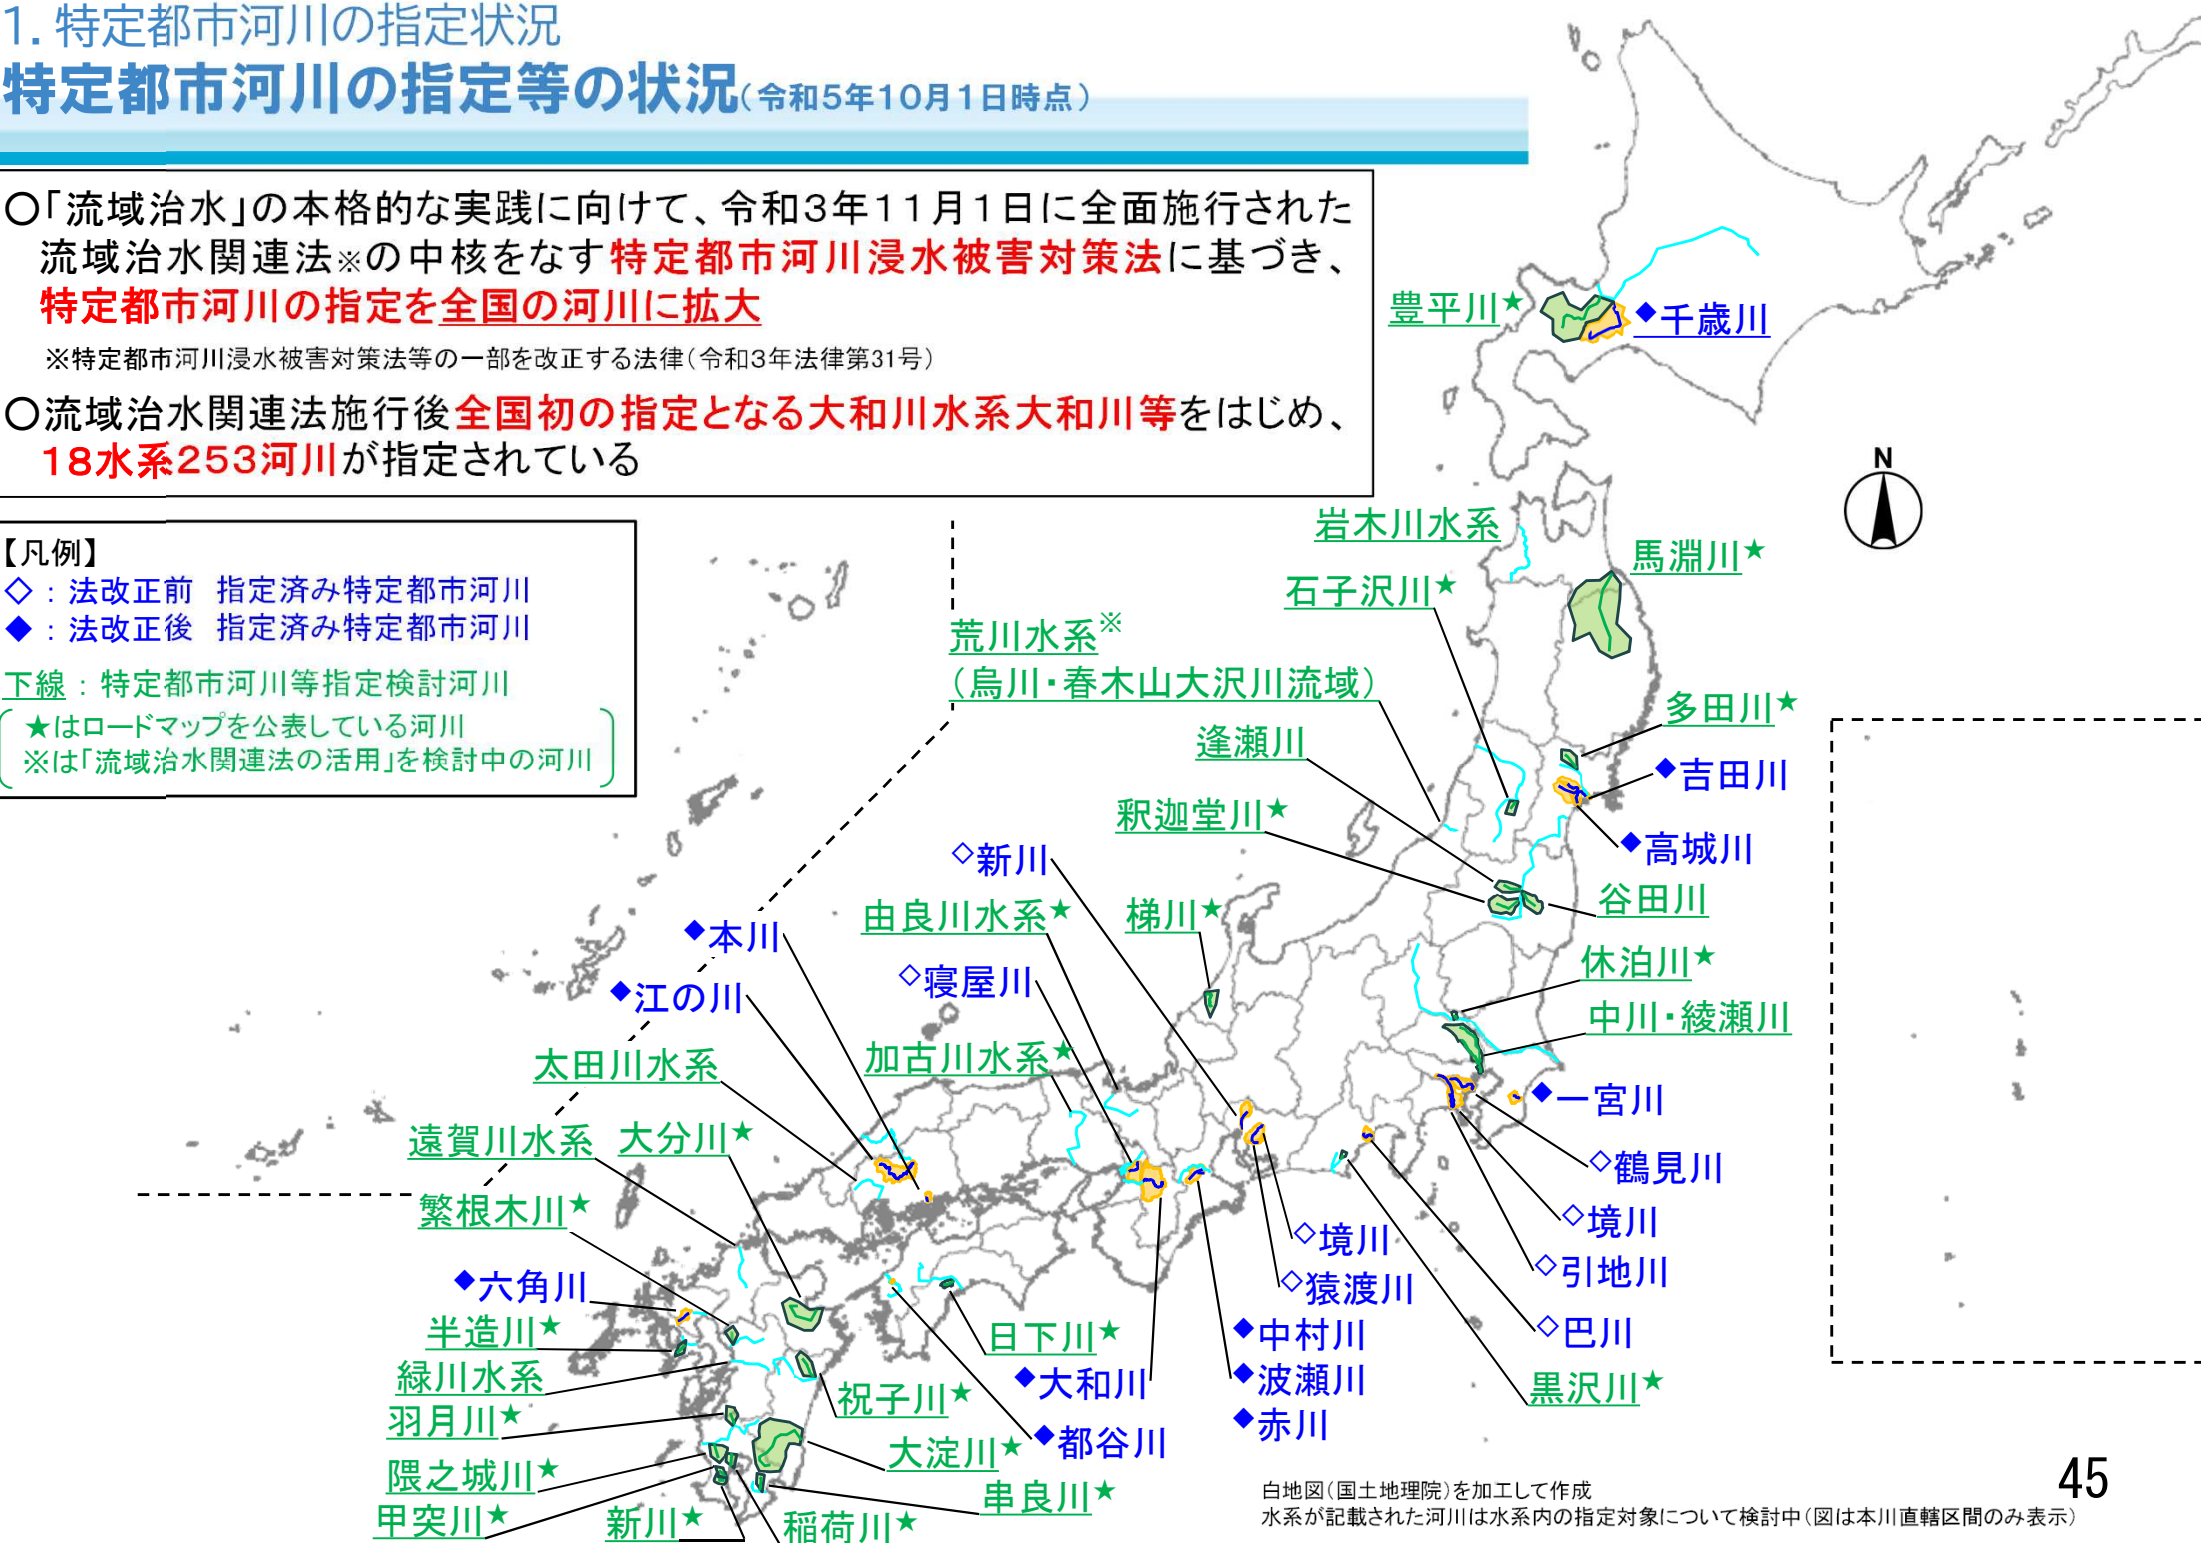 1. 特定都市河川の指定状況
特定都市河川の指定等の状況(令和5年10月1日時点)
○「流域治水」の本格的な実践に向けて、令和3年11月1日に全面施行された
流域治水関連法※の中核をなす特定都市河川浸水被害対策法に基づき、
特定都市河川の指定を全国の河川に拡大
※特定都市河川浸水被害対策法等の一部を改正する法律(令和3年法律第31号)
○流域治水関連法施行後全国初の指定となる大和川水系大和川等をはじめ、
18水系253河川が指定されている
【凡例】
◇:法改正前 指定済み特定都市河川
◆:法改正後 指定済み特定都市河川
下線:特定都市河川等指定検討河川
★はロードマップを公表している河川
※は「流域治水関連法の活用」を検討中の河川
豊平川★
◆千歳川
N
岩木川水系
馬淵川★
石子沢川★
荒川水系※
(烏川・春木山大沢川流域)
多田川★
逢瀬川
◆吉田川
釈迦堂川★
◆高城川
◇新川
谷田川
由良川水系★
梯川★
◆本川
休泊川★
◇寝屋川
◆江の川
中川・綾瀬川
加古川水系★
太田川水系
◆一宮川
遠賀川水系
大分川★
◇鶴見川
繁根木川★
◇境川
◇境川
◇引地川
◆六角川
◇猿渡川
半造川★
日下川★
◆中村川
◇巴川
緑川水系
◆大和川
◆波瀬川
黒沢川★
祝子川★
羽月川★
◆赤川
大淀川★
◆都谷川
隈之城川★
串良川★
甲突川★
新川★
稲荷川★
白地図(国土地理院)を加工して作成
水系が記載された河川は水系内の指定対象について検討中(図は本川直轄区間のみ表示)
45